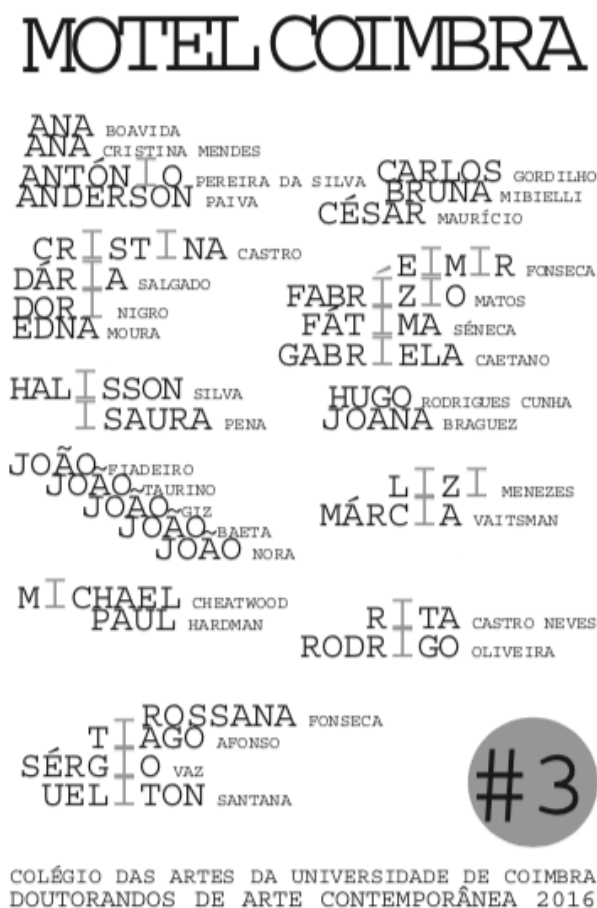 MOTEL COIMBRA
ANA BOAVIDA
ANA CRISTINA MENDES
ANTÓNIO PEREIRA DA SILVA
ANDERSON PAIVA
CARLOS GORDILHO
BRUNA MIBIELLI
CÉSAR MAURÍCIO
CRISTINA CASTRO
DÁRIA SALGADO
DORI NIGRO
EDNA MOURA
ÉEIMIR FONSECA
FABRÍZIO MATOS
FÁTIMA SÉNECA
GABRIELA CAETANO
HALISSON SILVA
ISAURA PENA
HUGO RODRIGUES CUNHA
JOANA BRAGUEZ
JOÃO FIADEIRO
JOÃO TAURINO
JOÃO GIZ
JOÃO BAETA
JOÃO NORA
LIZI MENEZES
MÁRCIA VAITSMAN
MICHAEL CHEATWOOD
PAUL HARDMAN
RITA CASTRO NEVES
RODRIGO OLIVEIRA
ROSSANA FONSECA
TIAGO AFONSO
SÉRGIO VAZ
UELITON SANTANA
#3
COLÉGIO DAS ARTES DA UNIVERSIDADE DE COIMBRA
DOUTORANDOS DE ARTE CONTEMPORÂNEA 2016